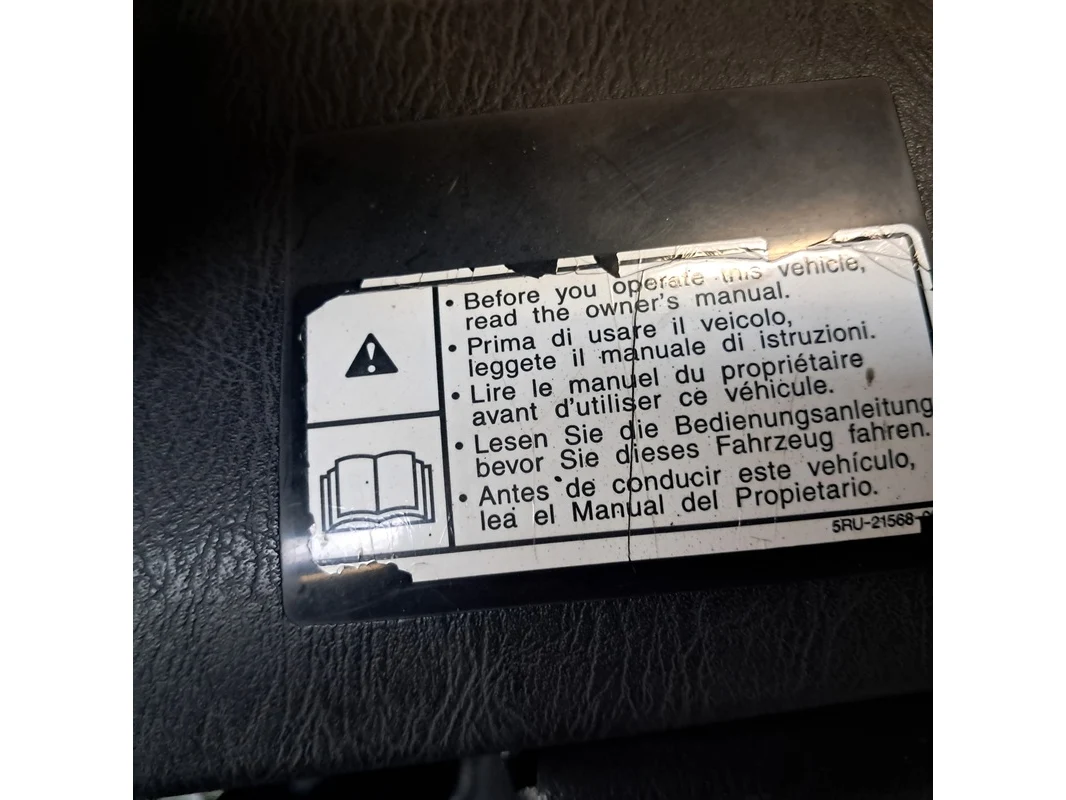 • Before you operate this vehicle,
read the owner's manual.
• Prima di usare il veicolo,
leggete il manuale di istruzioni.
• Lire le manuel du propriétaire
avant d'utiliser ce véhicule.
• Lesen Sie die Bedienungsanleitung
bevor Sie dieses Fahrzeug fahren.
• Antes de conducir este vehículo,
lea el Manual del Propietario.
5RU-21568-